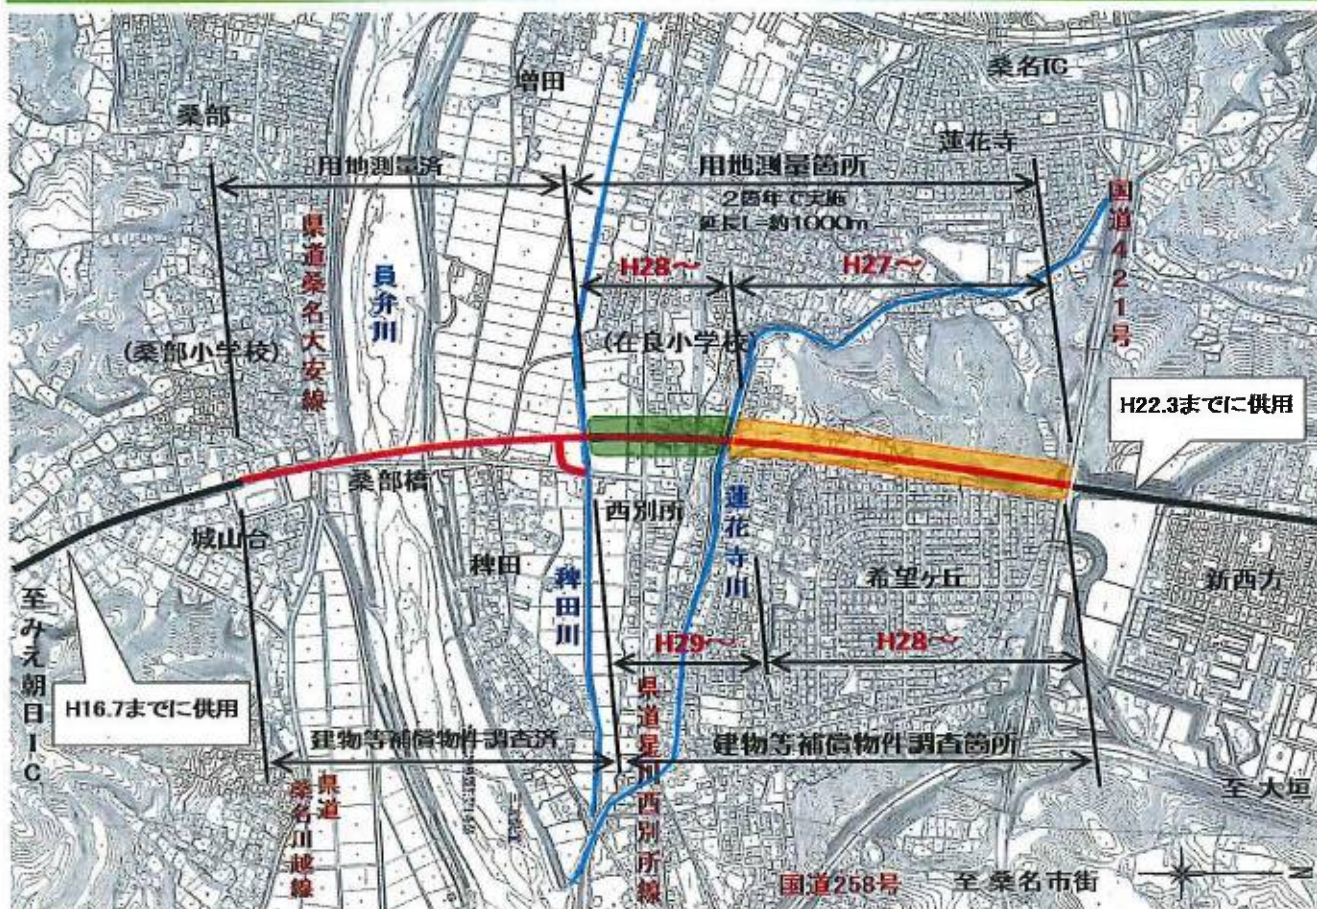 増田
桑名IC
桑部
蓮花寺
用地測量済
用地測量箇所
2箇年で実施
延長L=約1000m
国道421号
県道桑名大安線
員弁川
H28～
H27～
(桑部小学校)
(在良小学校)
H22.3までに供用
桑部橋
西別所
蓮花寺川
城山台
稗田
稗田川
希望ヶ丘
新西方
至みえ朝日IC
H29～
H28～
H16.7までに供用
建物等補償物件調査済
建物等補償物件調査箇所
至 大垣
県道
桑名川越線
国道258号
至 桑名市街
N